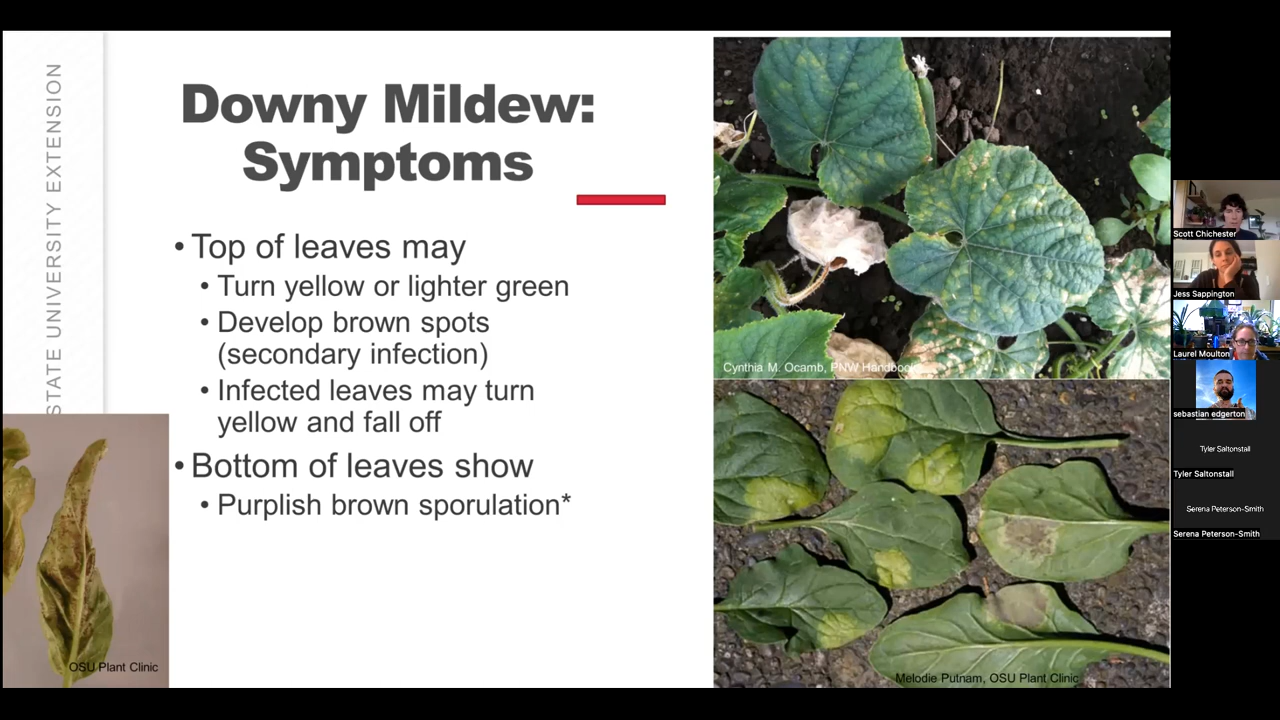 STATE UNIVERSITY EXTENSION
Downy Mildew:
Symptoms
• Top of leaves may
• Turn yellow or lighter green
• Develop brown spots
(secondary infection)
• Infected leaves may turn
yellow and fall off
• Bottom of leaves show
• Purplish brown sporulation*
OSU Plant Clinic
Cynthia M. Ocamb, PNW Handbooks
Melodie Putnam, OSU Plant Clinic
Scott Chichester
Jess Sappington
Laurel Moulton
sebastian edgerton
Tyler Saltonstall
Tyler Saltonstall
Serena Peterson-Smith
Serena Peterson-Smith